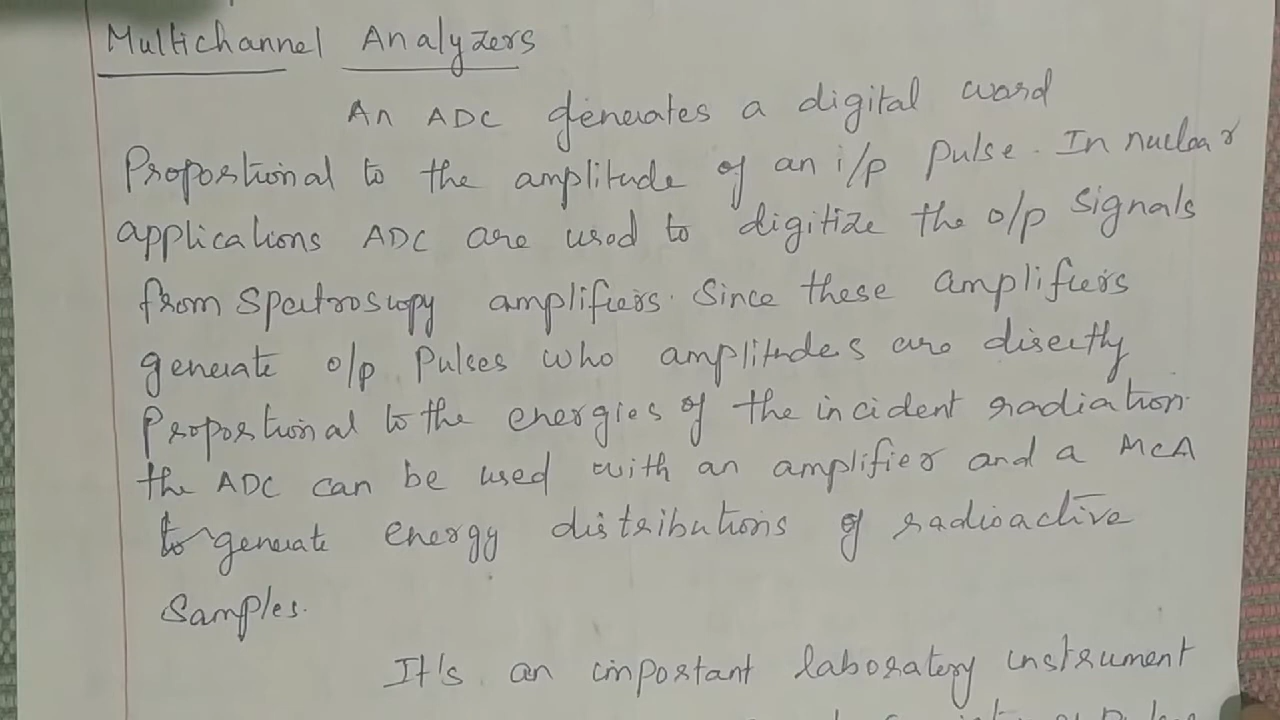 Multichannel Analyzers
An ADC generates a digital word
Proportional to the amplitude of an i/p pulse. In nuclear
applications ADC are used to digitize the o/p signals
from Spectroscopy amplifiers. Since these amplifiers
generate o/p Pulses who amplitudes are directly
Proportional to the energies of the incident radiation.
the ADC can be used with an amplifier and a MCA
to generate energy distributions of radioactive
Samples.
It's an important laboratory instrument